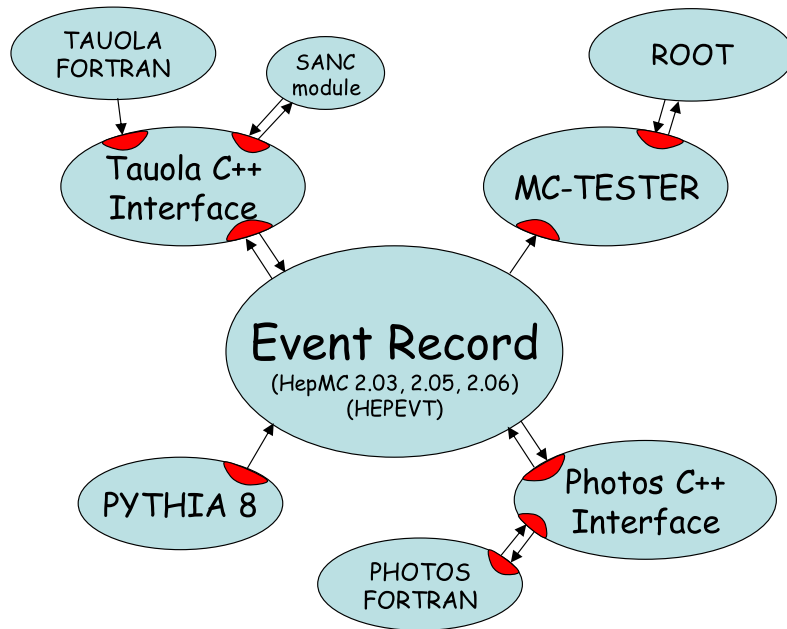 TAUOLA
FORTRAN
SANC
module
ROOT
Tauola C++
Interface
MC-TESTER
Event Record
(HepMC 2.03, 2.05, 2.06)
(HEPEVT)
PYTHIA 8
Photos C++
Interface
PHOTOS
FORTRAN